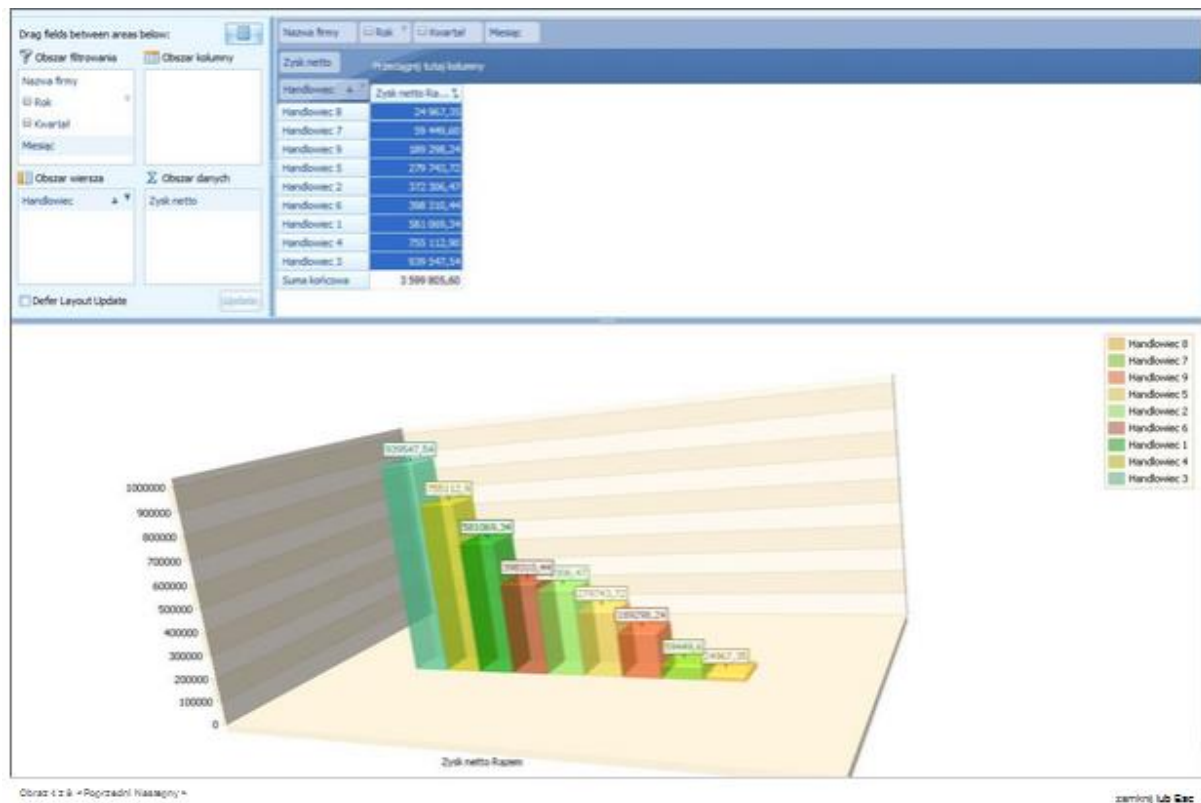 Drag fields between areas below:
Obszar filtrowania
Obszar kolumny
Nazwa firmy
Rok
Kwartał
Miesiąc
Obszar wiersza
Σ Obszar danych
Handlowiec
Zysk netto
Defer Layout Update
Update
Nazwa firmy Rok Kwartał Miesiąc
Zysk netto Przeciągnij tutaj kolumny
Handlowiec Zysk netto Ra...
Handlowiec 8 24 967,35
Handlowiec 7 59 449,60
Handlowiec 9 189 298,24
Handlowiec 5 279 743,72
Handlowiec 2 372 306,47
Handlowiec 6 398 310,44
Handlowiec 1 581 069,34
Handlowiec 4 755 112,90
Handlowiec 3 939 547,54
Suma końcowa 3 599 805,60
Handlowiec 8
Handlowiec 7
Handlowiec 9
Handlowiec 5
Handlowiec 2
Handlowiec 6
Handlowiec 1
Handlowiec 4
Handlowiec 3
939547,54
755112,9
581069,34
398310,44
279743,72
189298,24
59449,6
24967,35
1000000
900000
800000
700000
600000
500000
400000
300000
200000
100000
0
Zysk netto Razem
Poprzedni Następny
zamknij lub Esc